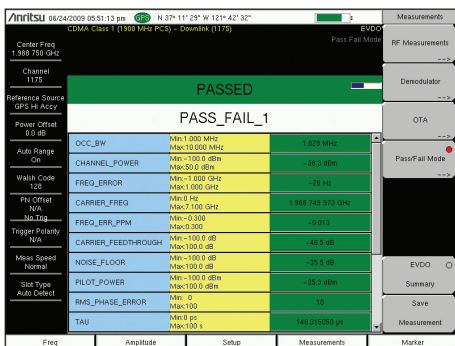 Anritsu 06/24/2009 05:51:13 pm GPS N 37° 11' 29" W 121° 42' 32"
CDMA Class 1 (1900 MHz PCS) - Downlink (1175)
EVDO
Pass Fail Mode
Center Freq
1.988 750 GHz
Channel
1175
Reference Source
GPS Hi Accy
Power Offset
0.0 dB
Auto Range
On
Walsh Code
128
PN Offset
N/A
No Trig
Trigger Polarity
N/A
Meas Speed
Normal
Slot Type
Auto Detect
PASSED
PASS_FAIL_1
OCC_BW Min:1.000 MHz Max:10.000 MHz
CHANNEL_POWER Min:-100.0 dBm Max:50.0 dBm -38.3 dBm
FREQ_ERROR Min:-1.000 GHz Max:1.000 GHz -26 Hz
CARRIER_FREQ Min:0 Hz Max:7.100 GHz 1.988 749 973 GHz
FREQ_ERR_PPM Min:-0.300 Max:0.300 -0.013
CARRIER_FEEDTHROUGH Min:-100.0 dB Max:100.0 dB -46.5 dB
NOISE_FLOOR Min:-100.0 dB Max:100.0 dB -35.5 dB
PILOT_POWER Min:-100.0 dBm Max:100.0 dBm -35.3 dBm
RMS_PHASE_ERROR Min: 0 Max:100 10
TAU Min:0 ps Max:100 s 146.315050 µs
Measurements
RF Measurements
-->
Demodulator
-->
OTA
-->
Pass/Fail Mode
-->
EVDO
Summary
Save
Measurement
Freq Amplitude Setup Measurements Marker